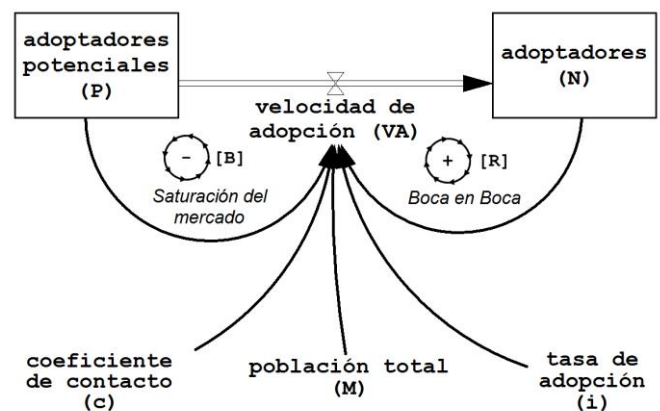 adoptadores
potenciales
(P)
adoptadores
(N)
velocidad de
adopción (VA)
- [B]
Saturación del
mercado
+ [R]
Boca en Boca
coeficiente
de contacto
(c)
población total
(M)
tasa de
adopción
(i)